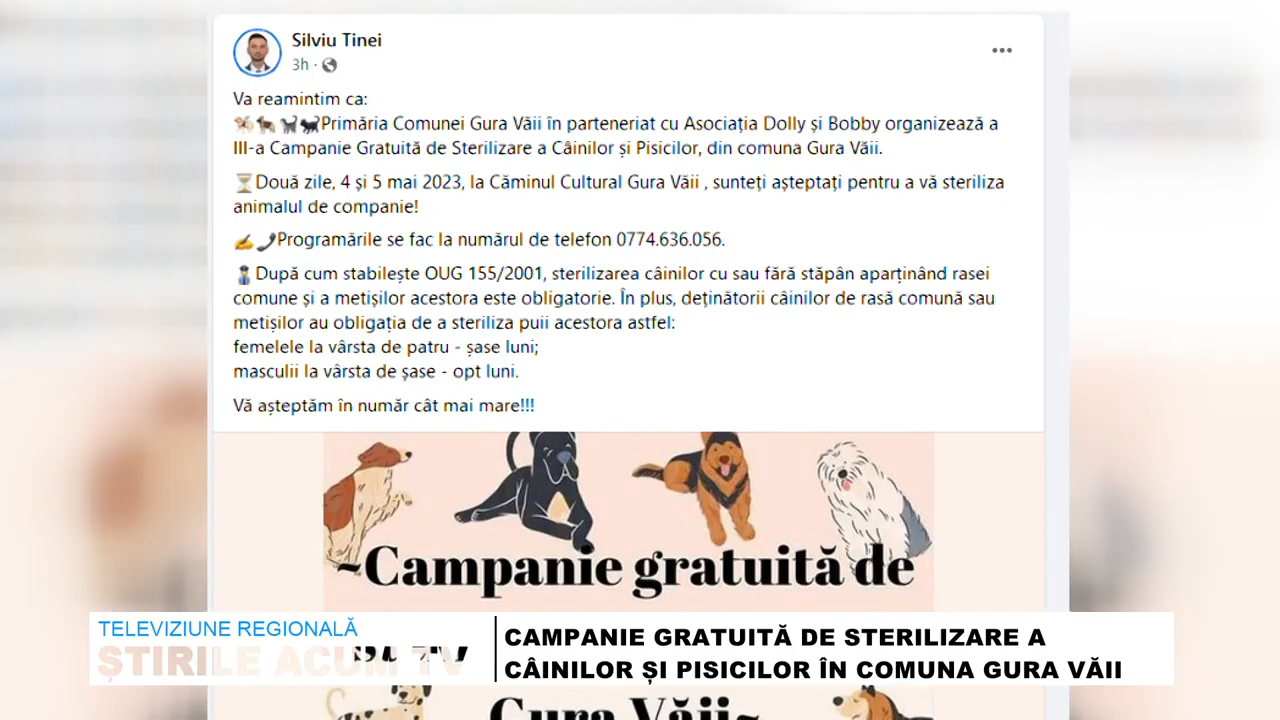 Silviu Tinei
3h ·
Va reamintim ca:
Primăria Comunei Gura Văii în parteneriat cu Asociația Dolly și Bobby organizează a
III-a Campanie Gratuită de Sterilizare a Câinilor și Pisicilor, din comuna Gura Văii.
Două zile, 4 și 5 mai 2023, la Căminul Cultural Gura Văii , sunteți așteptați pentru a vă steriliza
animalul de companie!
Programările se fac la numărul de telefon 0774.636.056.
După cum stabilește OUG 155/2001, sterilizarea câinilor cu sau fără stăpân aparținând rasei
comune și a metișilor acestora este obligatorie. În plus, deținătorii câinilor de rasă comună sau
metișilor au obligația de a steriliza puii acestora astfel:
femelele la vârsta de patru - șase luni;
masculii la vârsta de șase - opt luni.
Vă așteptăm în număr cât mai mare!!!
~Campanie gratuită de
TELEVIZIUNE REGIONALĂ
ȘTIRILE ACUM TV
CAMPANIE GRATUITĂ DE STERILIZARE A
CÂINILOR ȘI PISICILOR ÎN COMUNA GURA VĂII
Gura Văii~